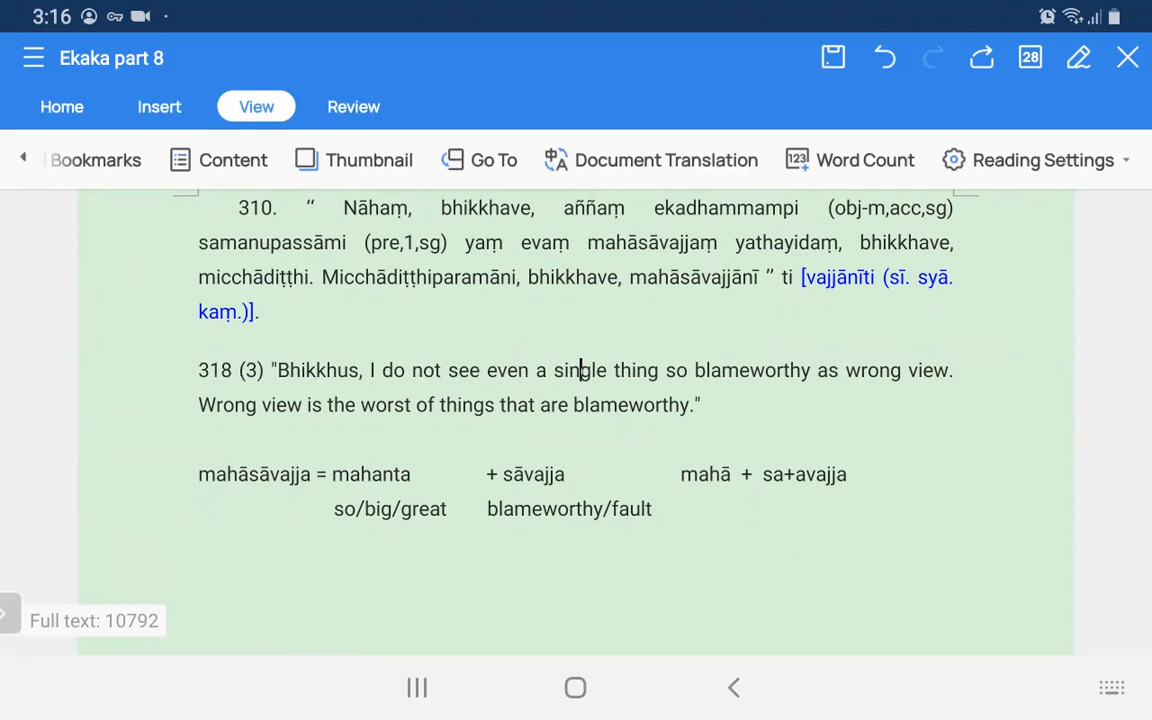 3:16
Ekaka part 8
28
Home Insert View Review
Bookmarks Content Thumbnail Go To Document Translation 123 Word Count Reading Settings
310. “ Nāhaṃ, bhikkhave, aññaṃ ekadhammampi (obj-m,acc,sg)
samanupassāmi (pre,1,sg) yaṃ evaṃ mahāsāvajjaṃ yathayidaṃ, bhikkhave,
micchādiṭṭhi. Micchādiṭṭhiparamāni, bhikkhave, mahāsāvajjānī ” ti [vajjānīti (sī. syā.
kaṃ.)].
318 (3) "Bhikkhus, I do not see even a single thing so blameworthy as wrong view.
Wrong view is the worst of things that are blameworthy."
mahāsāvajja = mahanta + sāvajja mahā + sa+avajja
so/big/great blameworthy/fault
Full text: 10792